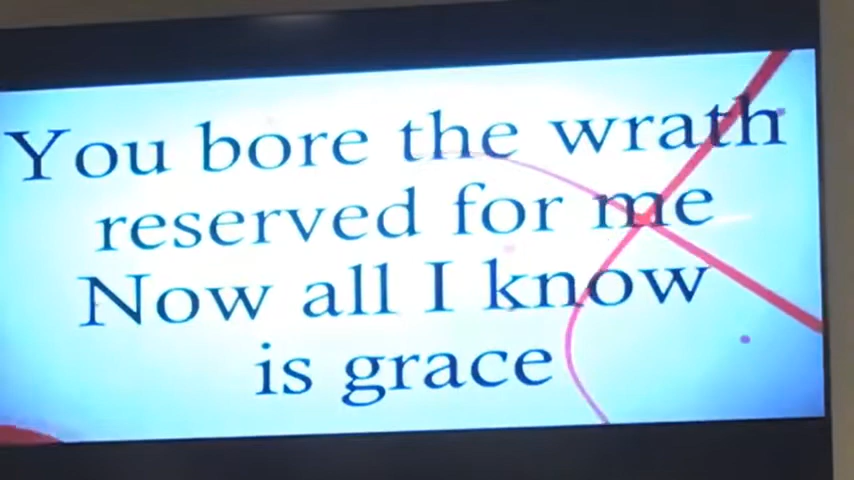 You bore the wrath
reserved for me
Now all I know
is grace